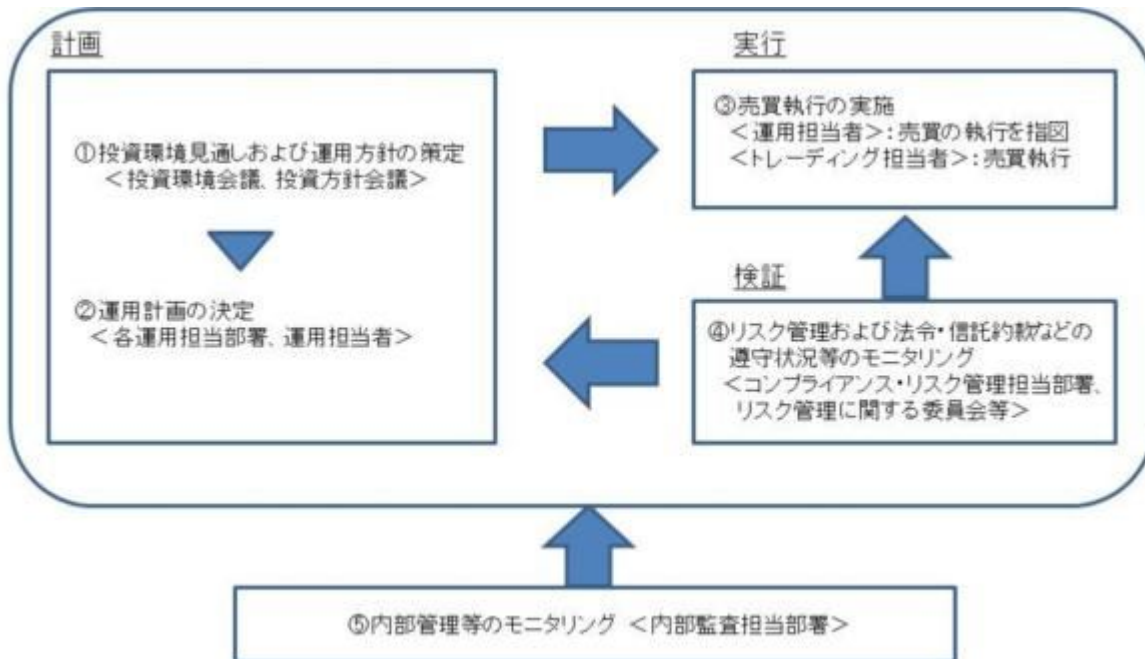 計画
①投資環境見通しおよび運用方針の策定
＜投資環境会議、投資方針会議＞
②運用計画の決定
＜各運用担当部署、運用担当者＞
実行
③売買執行の実施
＜運用担当者＞：売買の執行を指図
＜トレーディング担当者＞：売買執行
検証
④リスク管理および法令・信託約款などの
遵守状況等のモニタリング
＜コンプライアンス・リスク管理担当部署、
リスク管理に関する委員会等＞
⑤内部管理等のモニタリング ＜内部監査担当部署＞